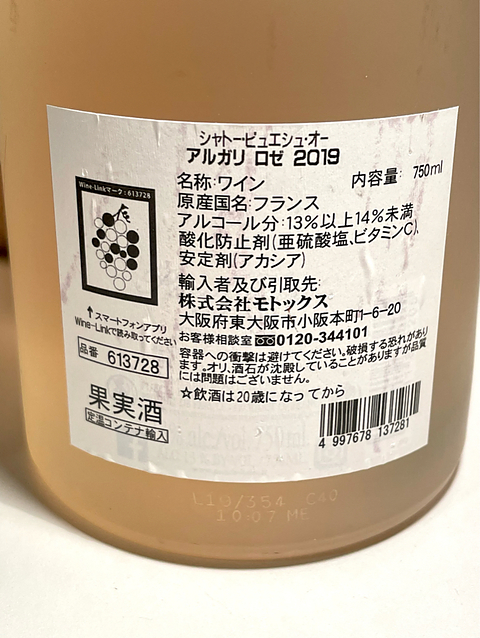 シャトー・ピュエシュ・オー
アルガリ ロゼ 2019
名称:ワイン 内容量: 750ml
原産国名:フランス
アルコール分:13%以上14%未満
酸化防止剤(亜硫酸塩、ビタミンC)、
安定剤(アカシア)
輸入者及び引取先:
株式会社モトックス
大阪府東大阪市小阪本町1-6-20
お客様相談室 0120-344101
容器への衝撃は避けてください。破損する恐れがあり
ます。オリ、酒石が沈殿していることがありますが品質
には問題はございません。
☆飲酒は20歳になってから
Wine-Linkマーク:613728
↑スマートフォンアプリ
Wine-Linkで読み取ってください
品番 613728
果実酒
定温コンテナ輸入
4 997678 137281
L19/354 C40
10:07 ME